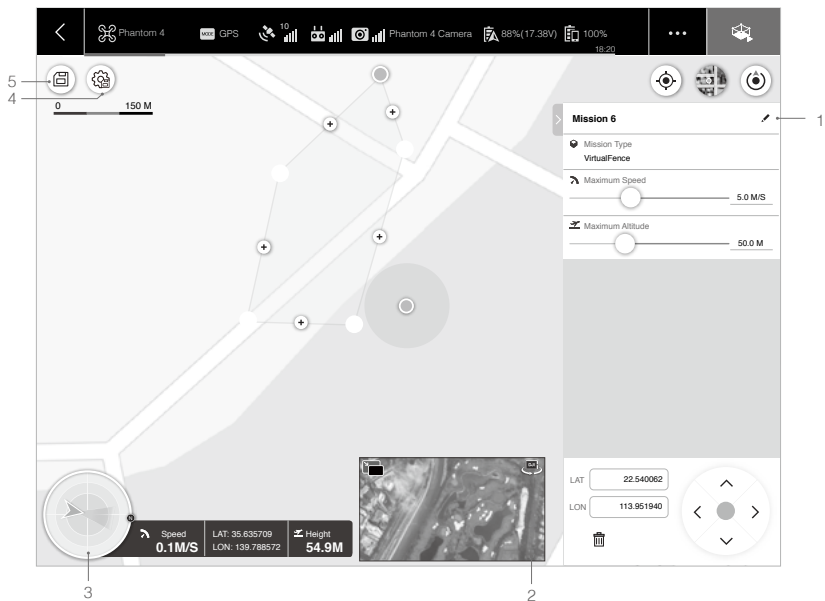 Phantom 4
MODE GPS
10
Phantom 4 Camera
88%(17.38V)
100%
18:20
5
4
0 150 M
Mission 6
1
Mission Type
VirtualFence
Maximum Speed
5.0 M/S
Maximum Altitude
50.0 M
LAT 22.540062
LON 113.951940
Speed
0.1M/S
LAT: 35.635709
LON: 139.788572
Height
54.9M
3
2